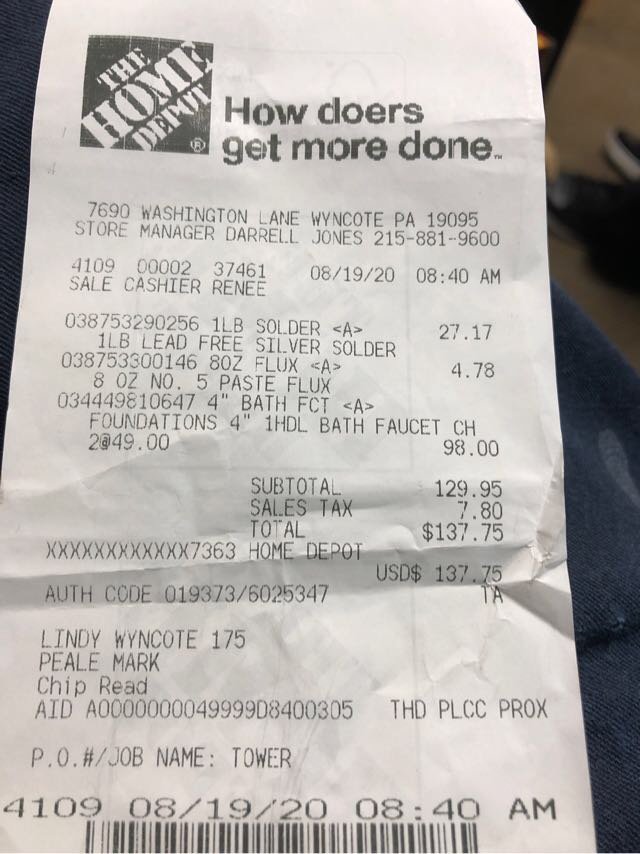 THE
HOME
DEPOT
®
How doers
get more done.™
7690 WASHINGTON LANE WYNCOTE PA 19095
STORE MANAGER DARRELL JONES 215-881-9600
4109 00002 37461 08/19/20 08:40 AM
SALE CASHIER RENEE
038753290256 1LB SOLDER <A> 27.17
1LB LEAD FREE SILVER SOLDER
038753300146 8OZ FLUX <A> 4.78
8 OZ NO. 5 PASTE FLUX
034449810647 4" BATH FCT <A>
FOUNDATIONS 4" 1HDL BATH FAUCET CH
2@49.00 98.00
SUBTOTAL 129.95
SALES TAX 7.80
TOTAL $137.75
XXXXXXXXXXXX7363 HOME DEPOT
USD$ 137.75
AUTH CODE 019373/6025347 TA
LINDY WYNCOTE 175
PEALE MARK
Chip Read
AID A0000000049999D8400305 THD PLCC PROX
P.O.#/JOB NAME: TOWER
4109 08/19/20 08:40 AM